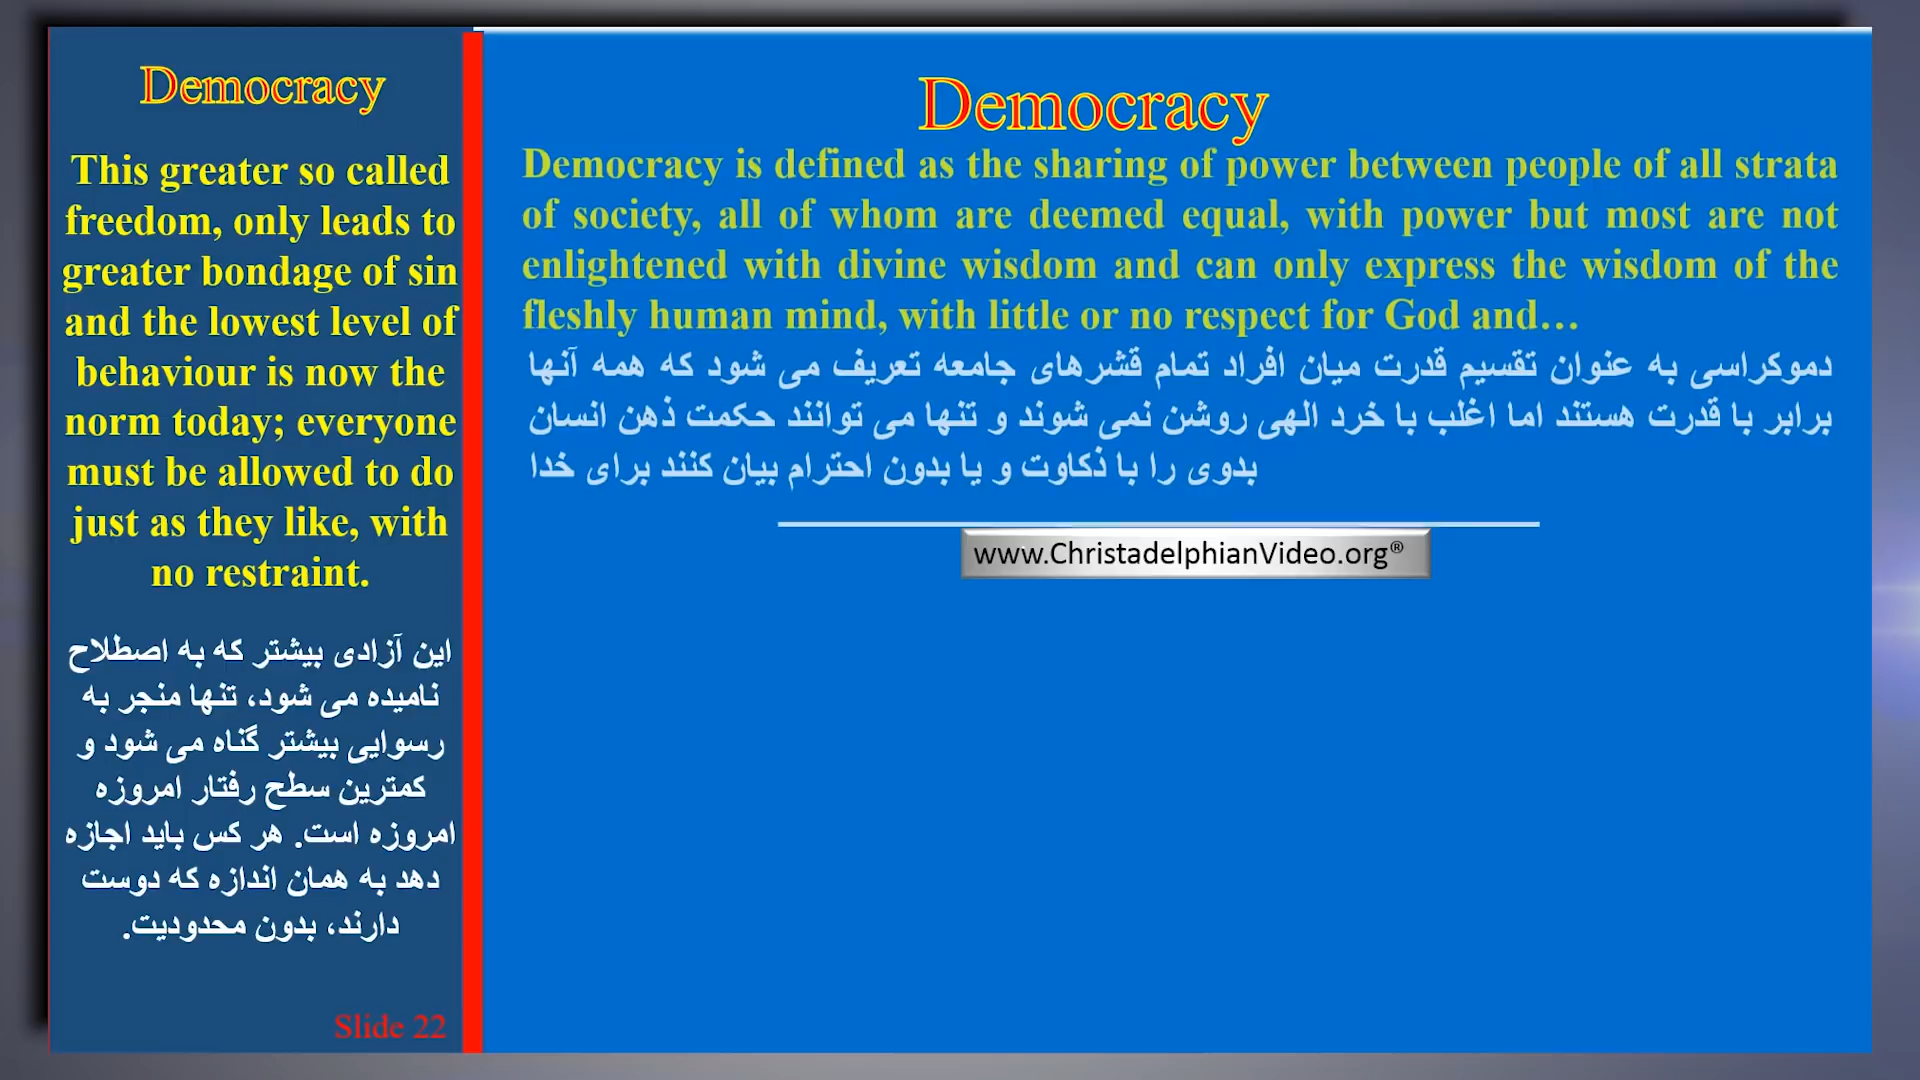 Democracy
This greater so called
freedom, only leads to
greater bondage of sin
and the lowest level of
behaviour is now the
norm today; everyone
must be allowed to do
just as they like, with
no restraint.
این آزادی بیشتر که به اصطلاح
نامیده می شود، تنها منجر به
رسوایی بیشتر گناه می شود و
کمترین سطح رفتار امروزه
امروزه است. هر کس باید اجازه
دهد به همان اندازه که دوست
دارند، بدون محدودیت.
Slide 22
Democracy
Democracy is defined as the sharing of power between people of all strata
of society, all of whom are deemed equal, with power but most are not
enlightened with divine wisdom and can only express the wisdom of the
fleshly human mind, with little or no respect for God and…
دموکراسی به عنوان تقسیم قدرت میان افراد تمام قشرهای جامعه تعریف می شود که همه آنها
برابر با قدرت هستند اما اغلب با خرد الهی روشن نمی شوند و تنها می توانند حکمت ذهن انسان
بدوی را با ذکاوت و یا بدون احترام بیان کنند برای خدا
www.ChristadelphianVideo.org®